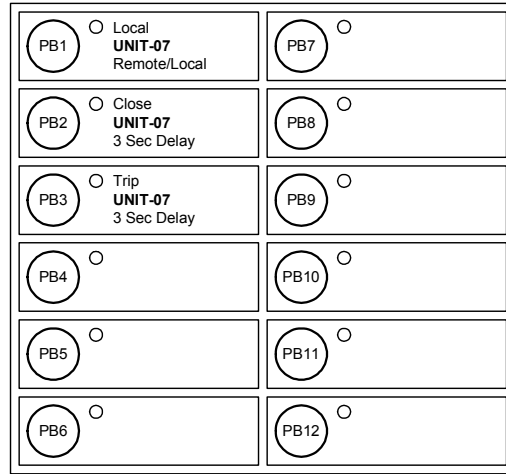 PB1
Local
UNIT-07
Remote/Local
PB2
Close
UNIT-07
3 Sec Delay
PB3
Trip
UNIT-07
3 Sec Delay
PB4
PB5
PB6
PB7
PB8
PB9
PB10
PB11
PB12